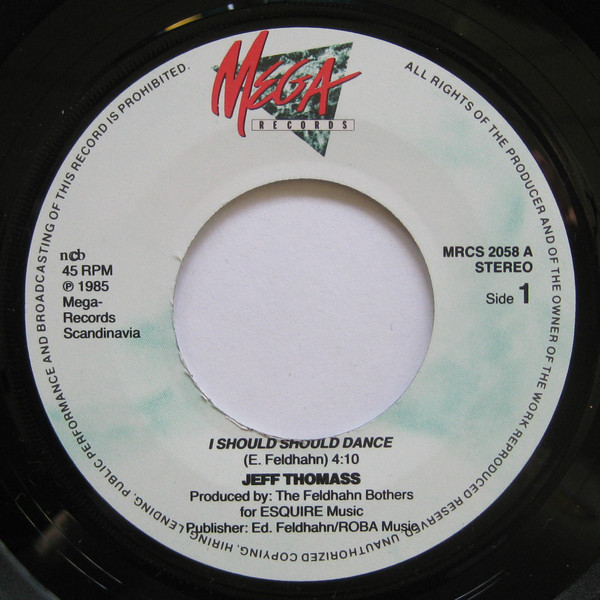 MEGA
RECORDS
ALL RIGHTS OF THE PRODUCER AND OF THE OWNER OF THE WORK REPRODUCED RESERVED. UNAUTHORIZED COPYING, HIRING, LENDING, PUBLIC PERFORMANCE AND BROADCASTING OF THIS RECORD IS PROHIBITED.
ncb
45 RPM
℗ 1985
Mega-
Records
Scandinavia
MRCS 2058 A
STEREO
Side 1
I SHOULD SHOULD DANCE
(E. Feldhahn) 4:10
JEFF THOMASS
Produced by: The Feldhahn Bothers
for ESQUIRE Music
Publisher: Ed. Feldhahn/ROBA Musig